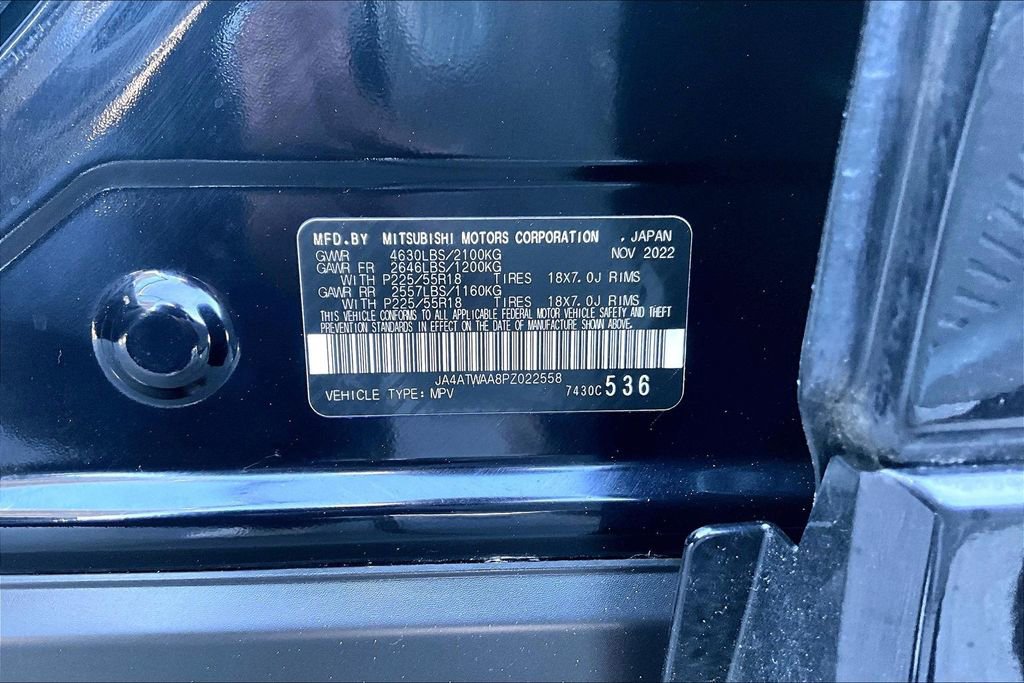 MFD.BY MITSUBISHI MOTORS CORPORATION , JAPAN
NOV 2022
GVWR 4630LBS/2100KG
GAWR FR 2646LBS/1200KG
WITH P225/55R18 TIRES 18X7.0J RIMS
GAWR RR 2557LBS/1160KG
WITH P225/55R18 TIRES 18X7.0J RIMS
THIS VEHICLE CONFORMS TO ALL APPLICABLE FEDERAL MOTOR VEHICLE SAFETY AND THEFT
PREVENTION STANDARDS IN EFFECT ON THE DATE OF MANUFACTURE SHOWN ABOVE.
JA4ATWAA8PZ022558
VEHICLE TYPE: MPV 7430C 536